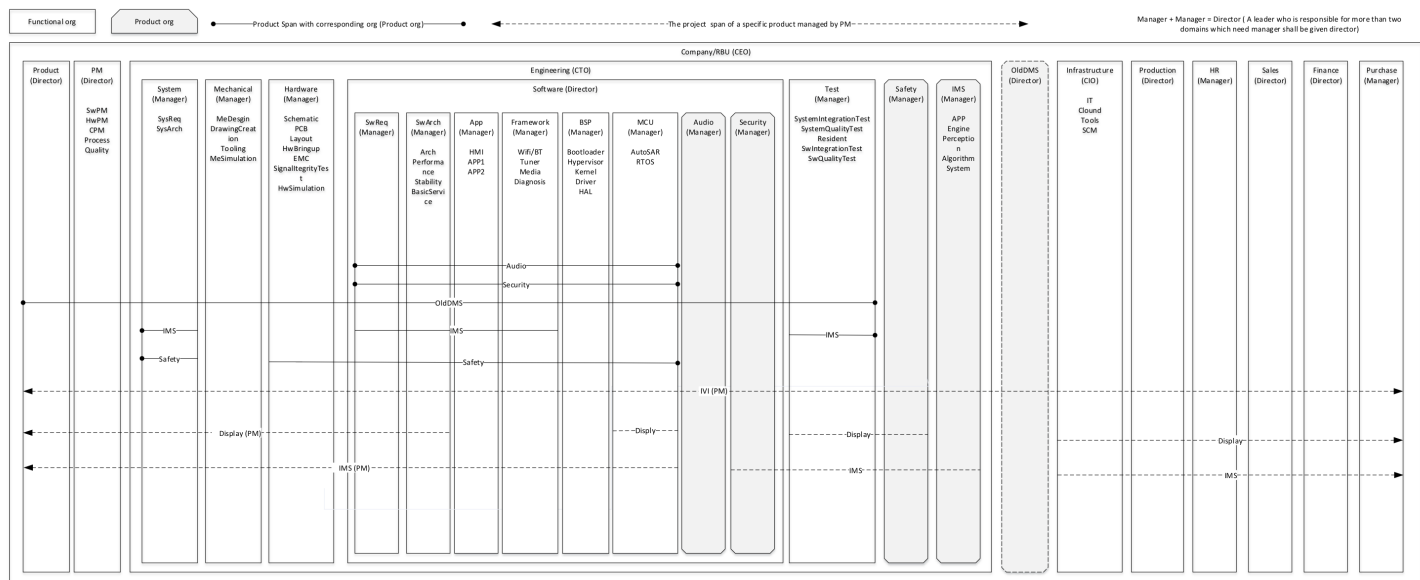 Functional org
Product org
Product Span with corresponding org (Product org)
The project span of a specific product managed by PM
Manager + Manager = Director ( A leader who is responsible for more than two
domains which need manager shall be given director)
Company/RBU (CEO)
Product
(Director)
PM
(Director)
SwPM
HwPM
CPM
Process
Quality
Engineering (CTO)
System
(Manager)
SysReq
SysArch
Mechanical
(Manager)
MeDesgin
DrawingCreat
ion
Tooling
MeSimulation
Hardware
(Manager)
Schematic
PCB
Layout
HwBringup
EMC
SignalItegrityTes
t
HwSimulation
Software (Director)
SwReq
(Manager)
SwArch
(Manager)
Arch
Performa
nce
Stability
BasicServi
ce
App
(Manager)
HMI
APP1
APP2
Framework
(Manager)
Wifi/BT
Tuner
Media
Diagnosis
BSP
(Manager)
Bootloader
Hypervisor
Kernel
Driver
HAL
MCU
(Manager)
AutoSAR
RTOS
Audio
(Manager)
Security
(Manager)
Test
(Manager)
SystemIntegrationTest
SystemQualityTest
Resident
SwIntegrationTest
SwQualityTest
Safety
(Manager)
IMS
(Manager)
APP
Engine
Perceptio
n
Algorithm
System
OldDMS
(Director)
Infrastructure
(CIO)
IT
Clound
Tools
SCM
Production
(Director)
HR
(Manager)
Sales
(Director)
Finance
(Director)
Purchase
(Manager)
Audio
Security
OldDMS
IMS
IMS
IMS
Safety
Safety
IVI (PM)
Display (PM)
Disply
Display
Display
IMS (PM)
IMS
IMS